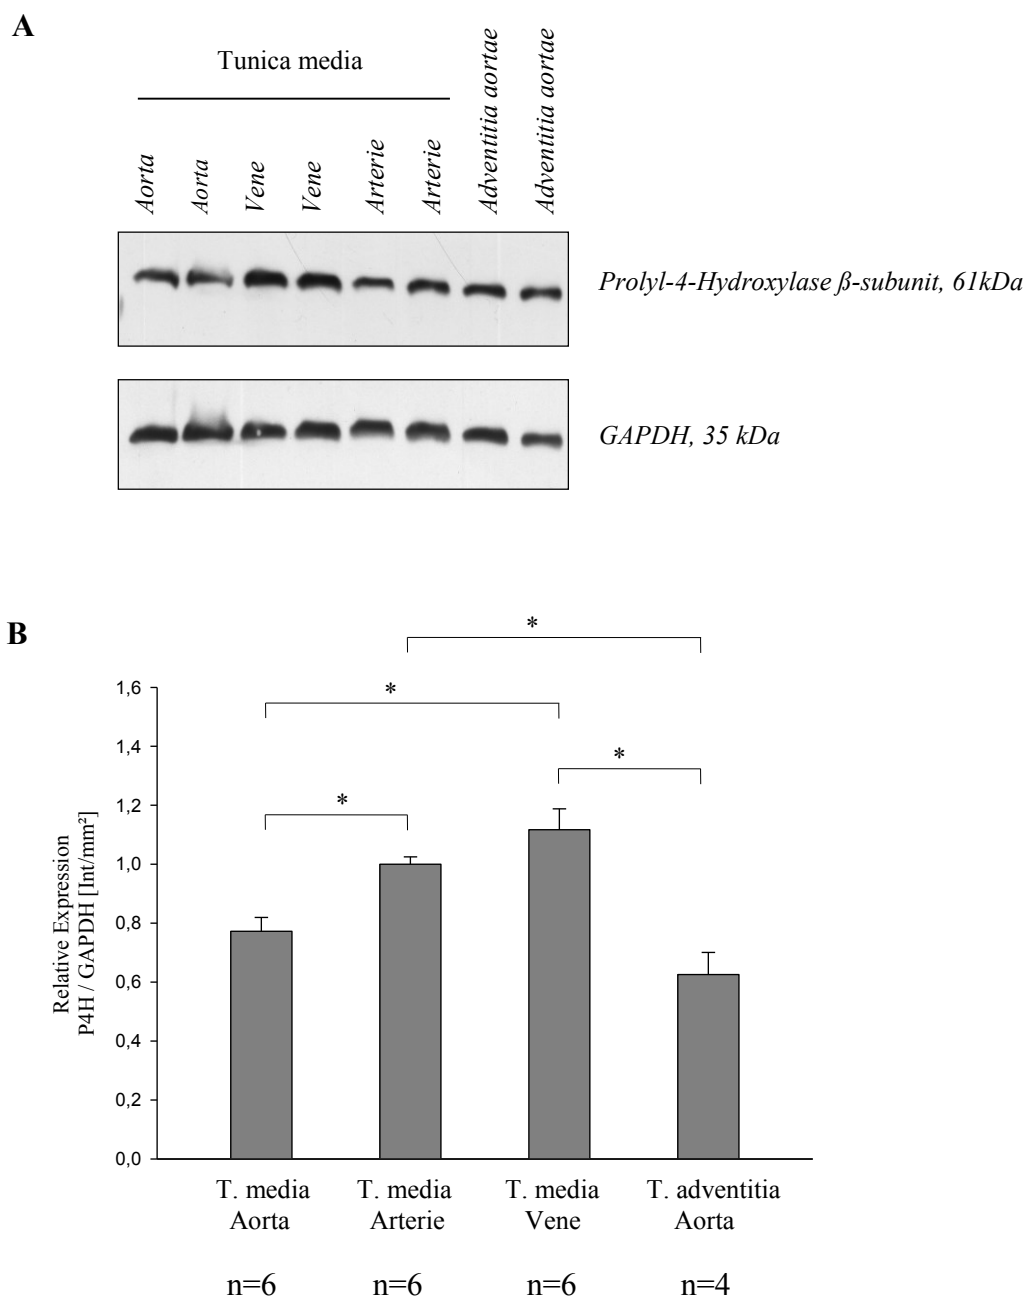 A
Tunica media
Aorta
Aorta
Vene
Vene
Arterie
Arterie
Adventitia aortae
Adventitia aortae
Prolyl-4-Hydroxylase ß-subunit, 61kDa
GAPDH, 35 kDa
B
*
*
*
*
1,6
1,4
1,2
1,0
0,8
0,6
0,4
0,2
0,0
Relative Expression
P4H / GAPDH [Int/mm²]
T. media
Aorta
T. media
Arterie
T. media
Vene
T. adventitia
Aorta
n=6
n=6
n=6
n=4